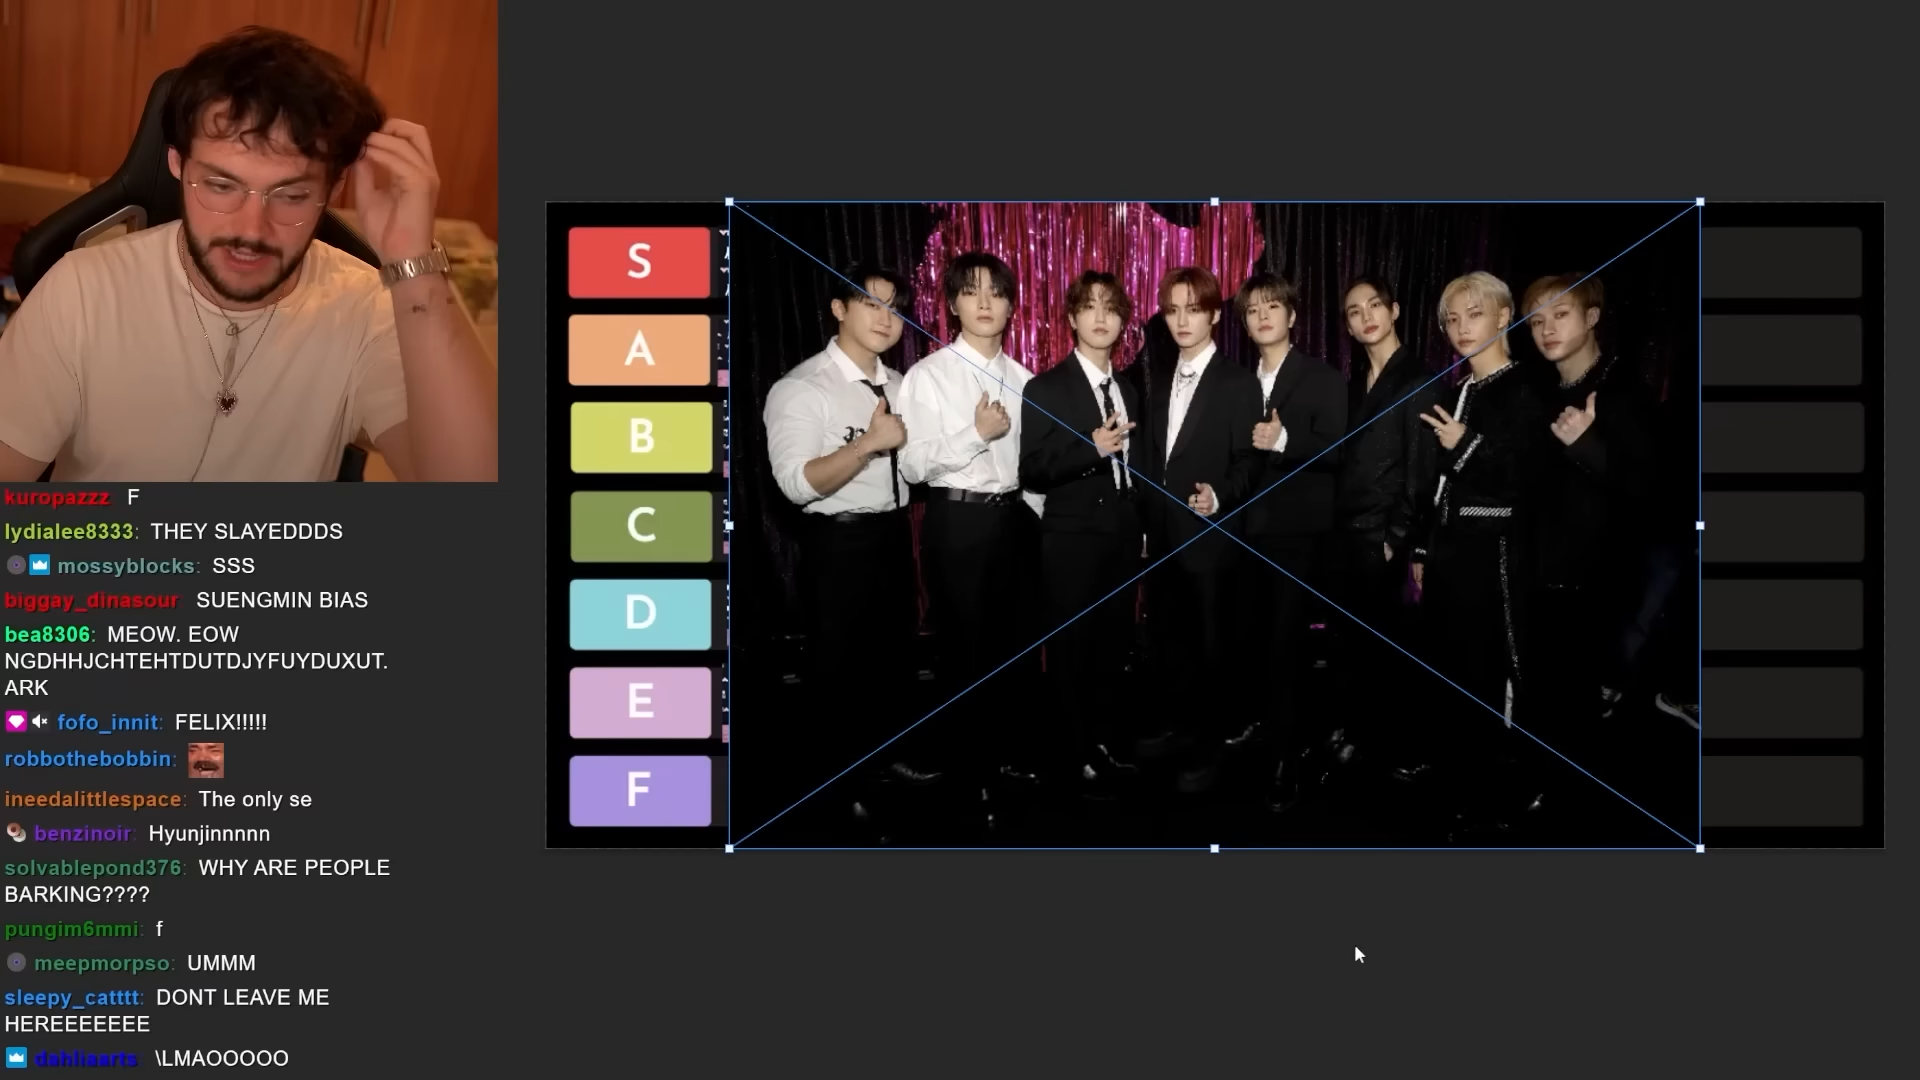 S
A
B
C
D
E
F
kuropazzz F
lydialee8333: THEY SLAYEDDDS
mossyblocks: SSS
biggay_dinasour SUENGMIN BIAS
bea8306: MEOW. EOW
NGDHHJCHTEHTDUTDJYFUYDUXUT.
ARK
fofo_innit: FELIX!!!!!
robbothebobbin:
ineedalittlespace: The only se
benzinoir: Hyunjinnnnn
solvablepond376: WHY ARE PEOPLE
BARKING????
pungim6mmi: f
meepmorpso: UMMM
sleepy_catttt: DONT LEAVE ME
HEREEEEEEE
dahliaarts \LMAOOOOO